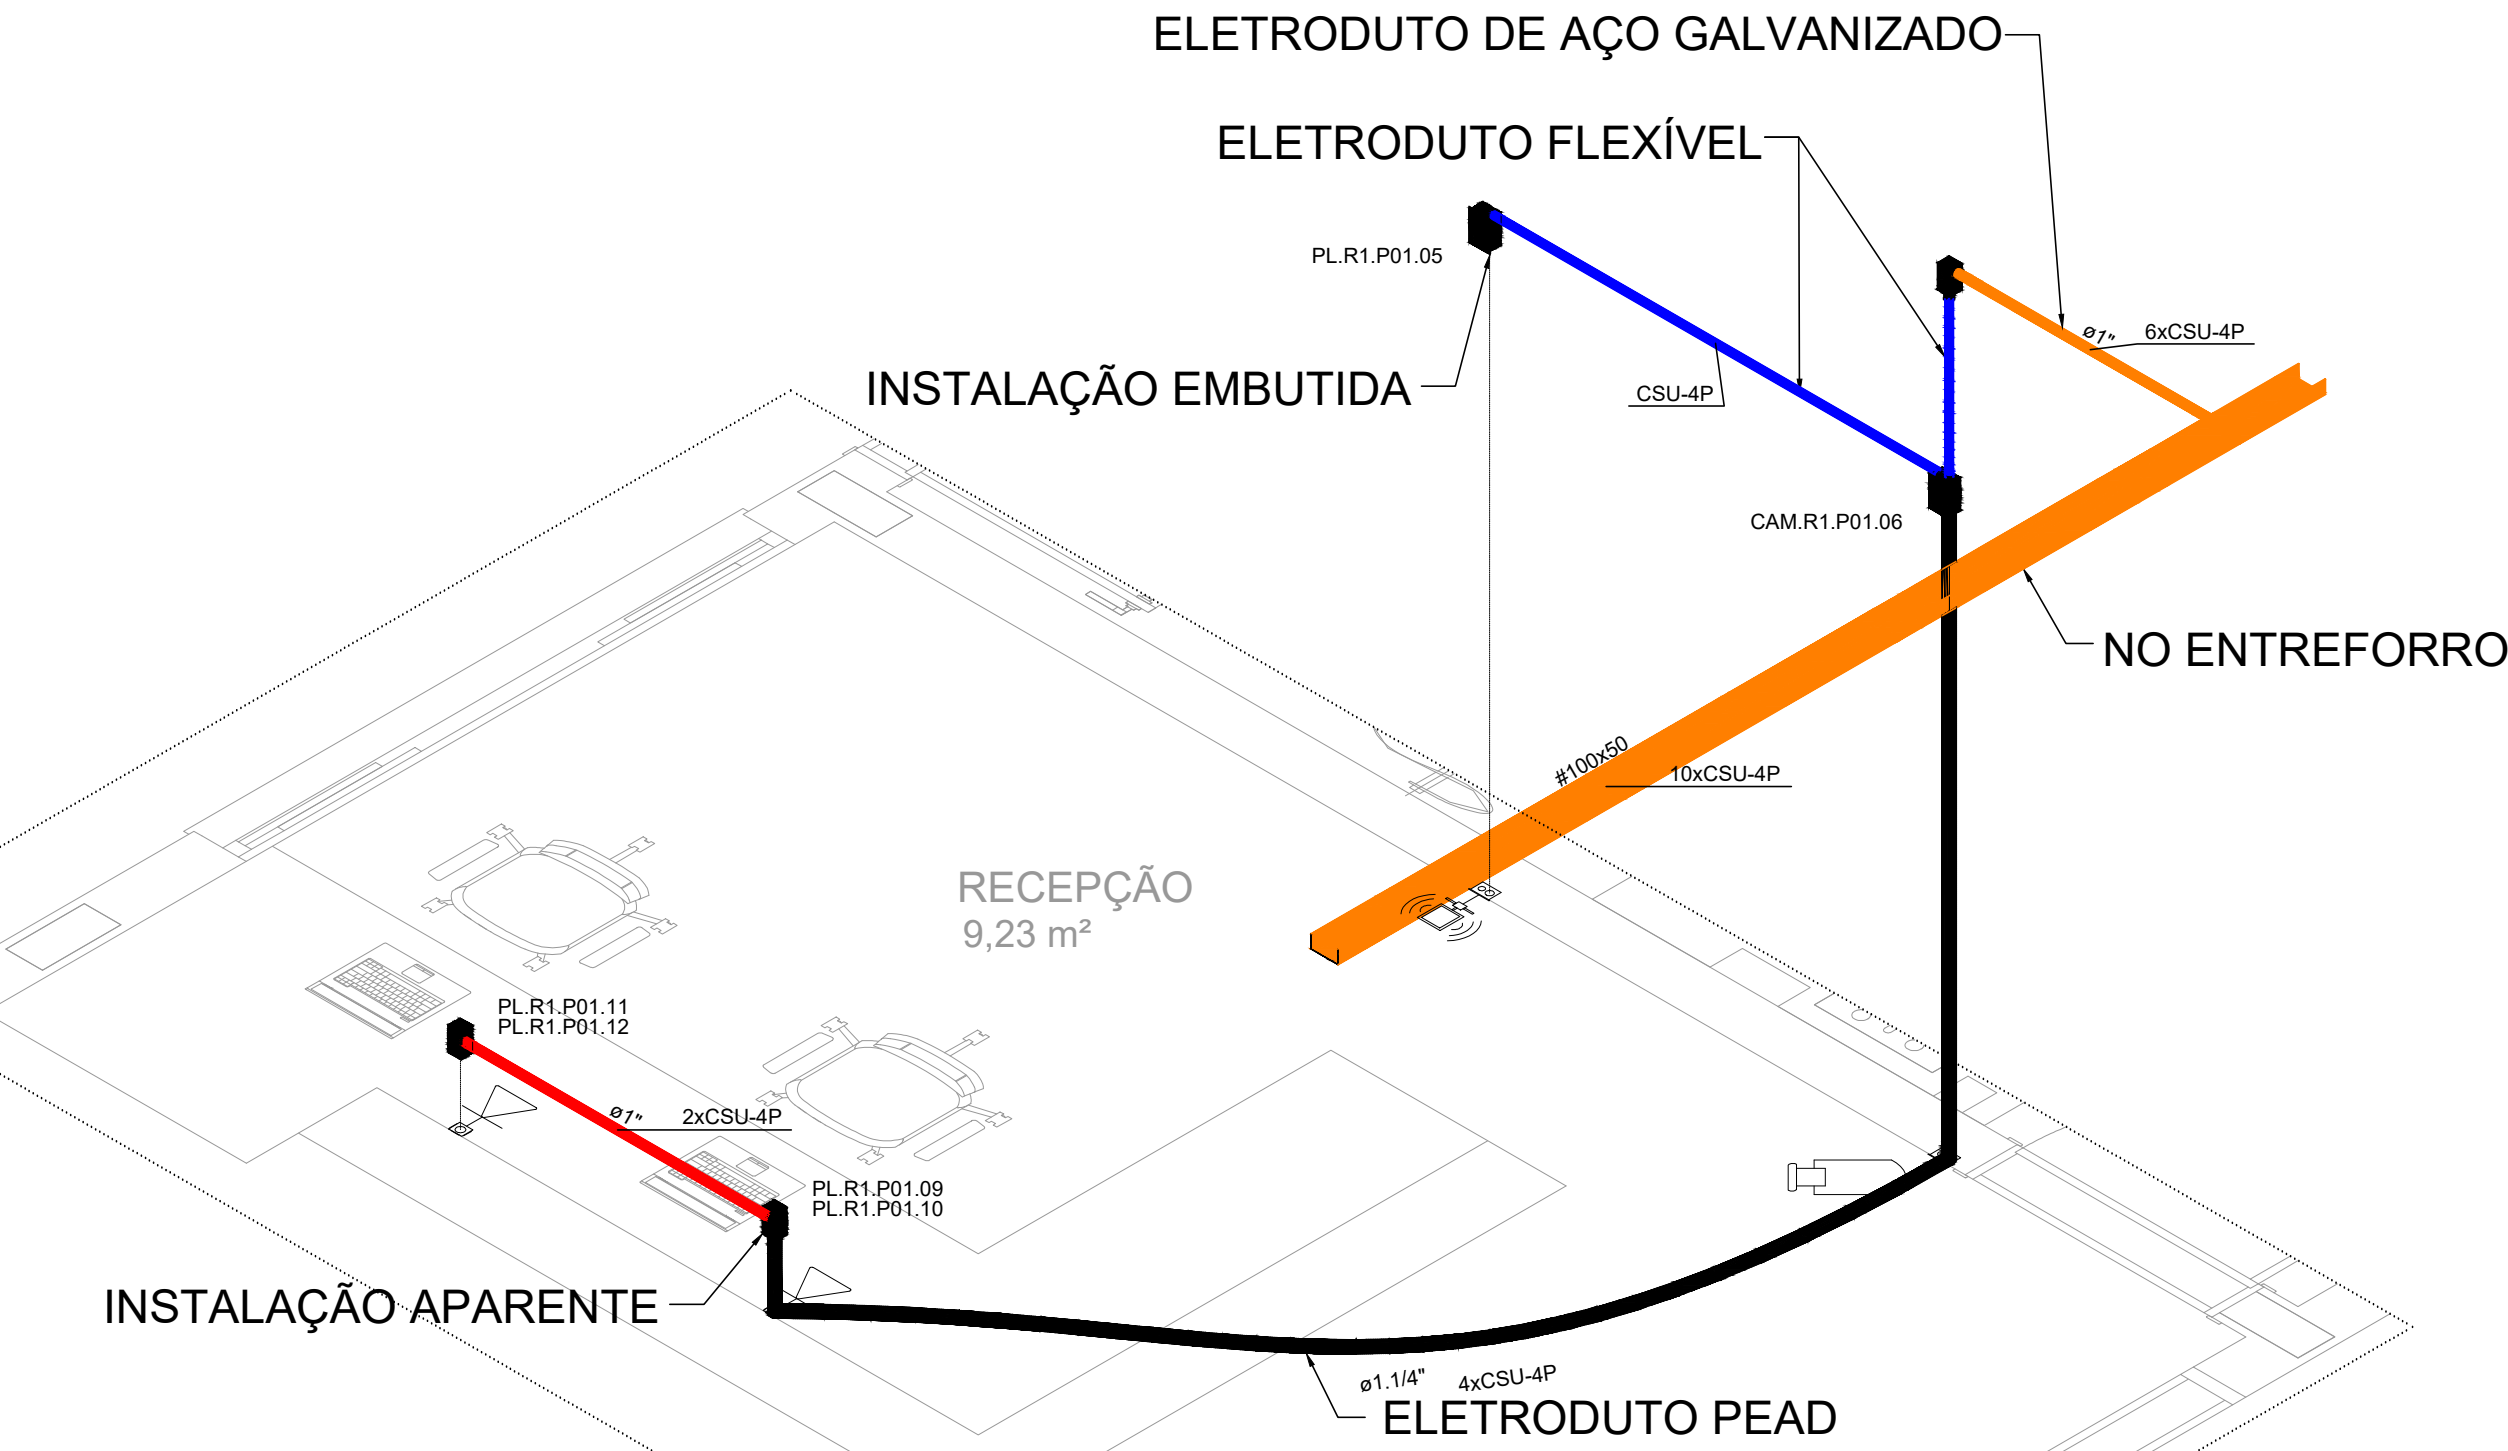 ELETRODUTO DE AÇO GALVANIZADO
ELETRODUTO FLEXÍVEL
PL.R1.P01.05
ø1" 6xCSU-4P
INSTALAÇÃO EMBUTIDA
CSU-4P
CAM.R1.P01.06
NO ENTREFORRO
#100x50 10xCSU-4P
RECEPÇÃO
9,23 m²
PL.R1.P01.11
PL.R1.P01.12
ø1" 2xCSU-4P
PL.R1.P01.09
PL.R1.P01.10
INSTALAÇÃO APARENTE
ø1.1/4" 4xCSU-4P
ELETRODUTO PEAD